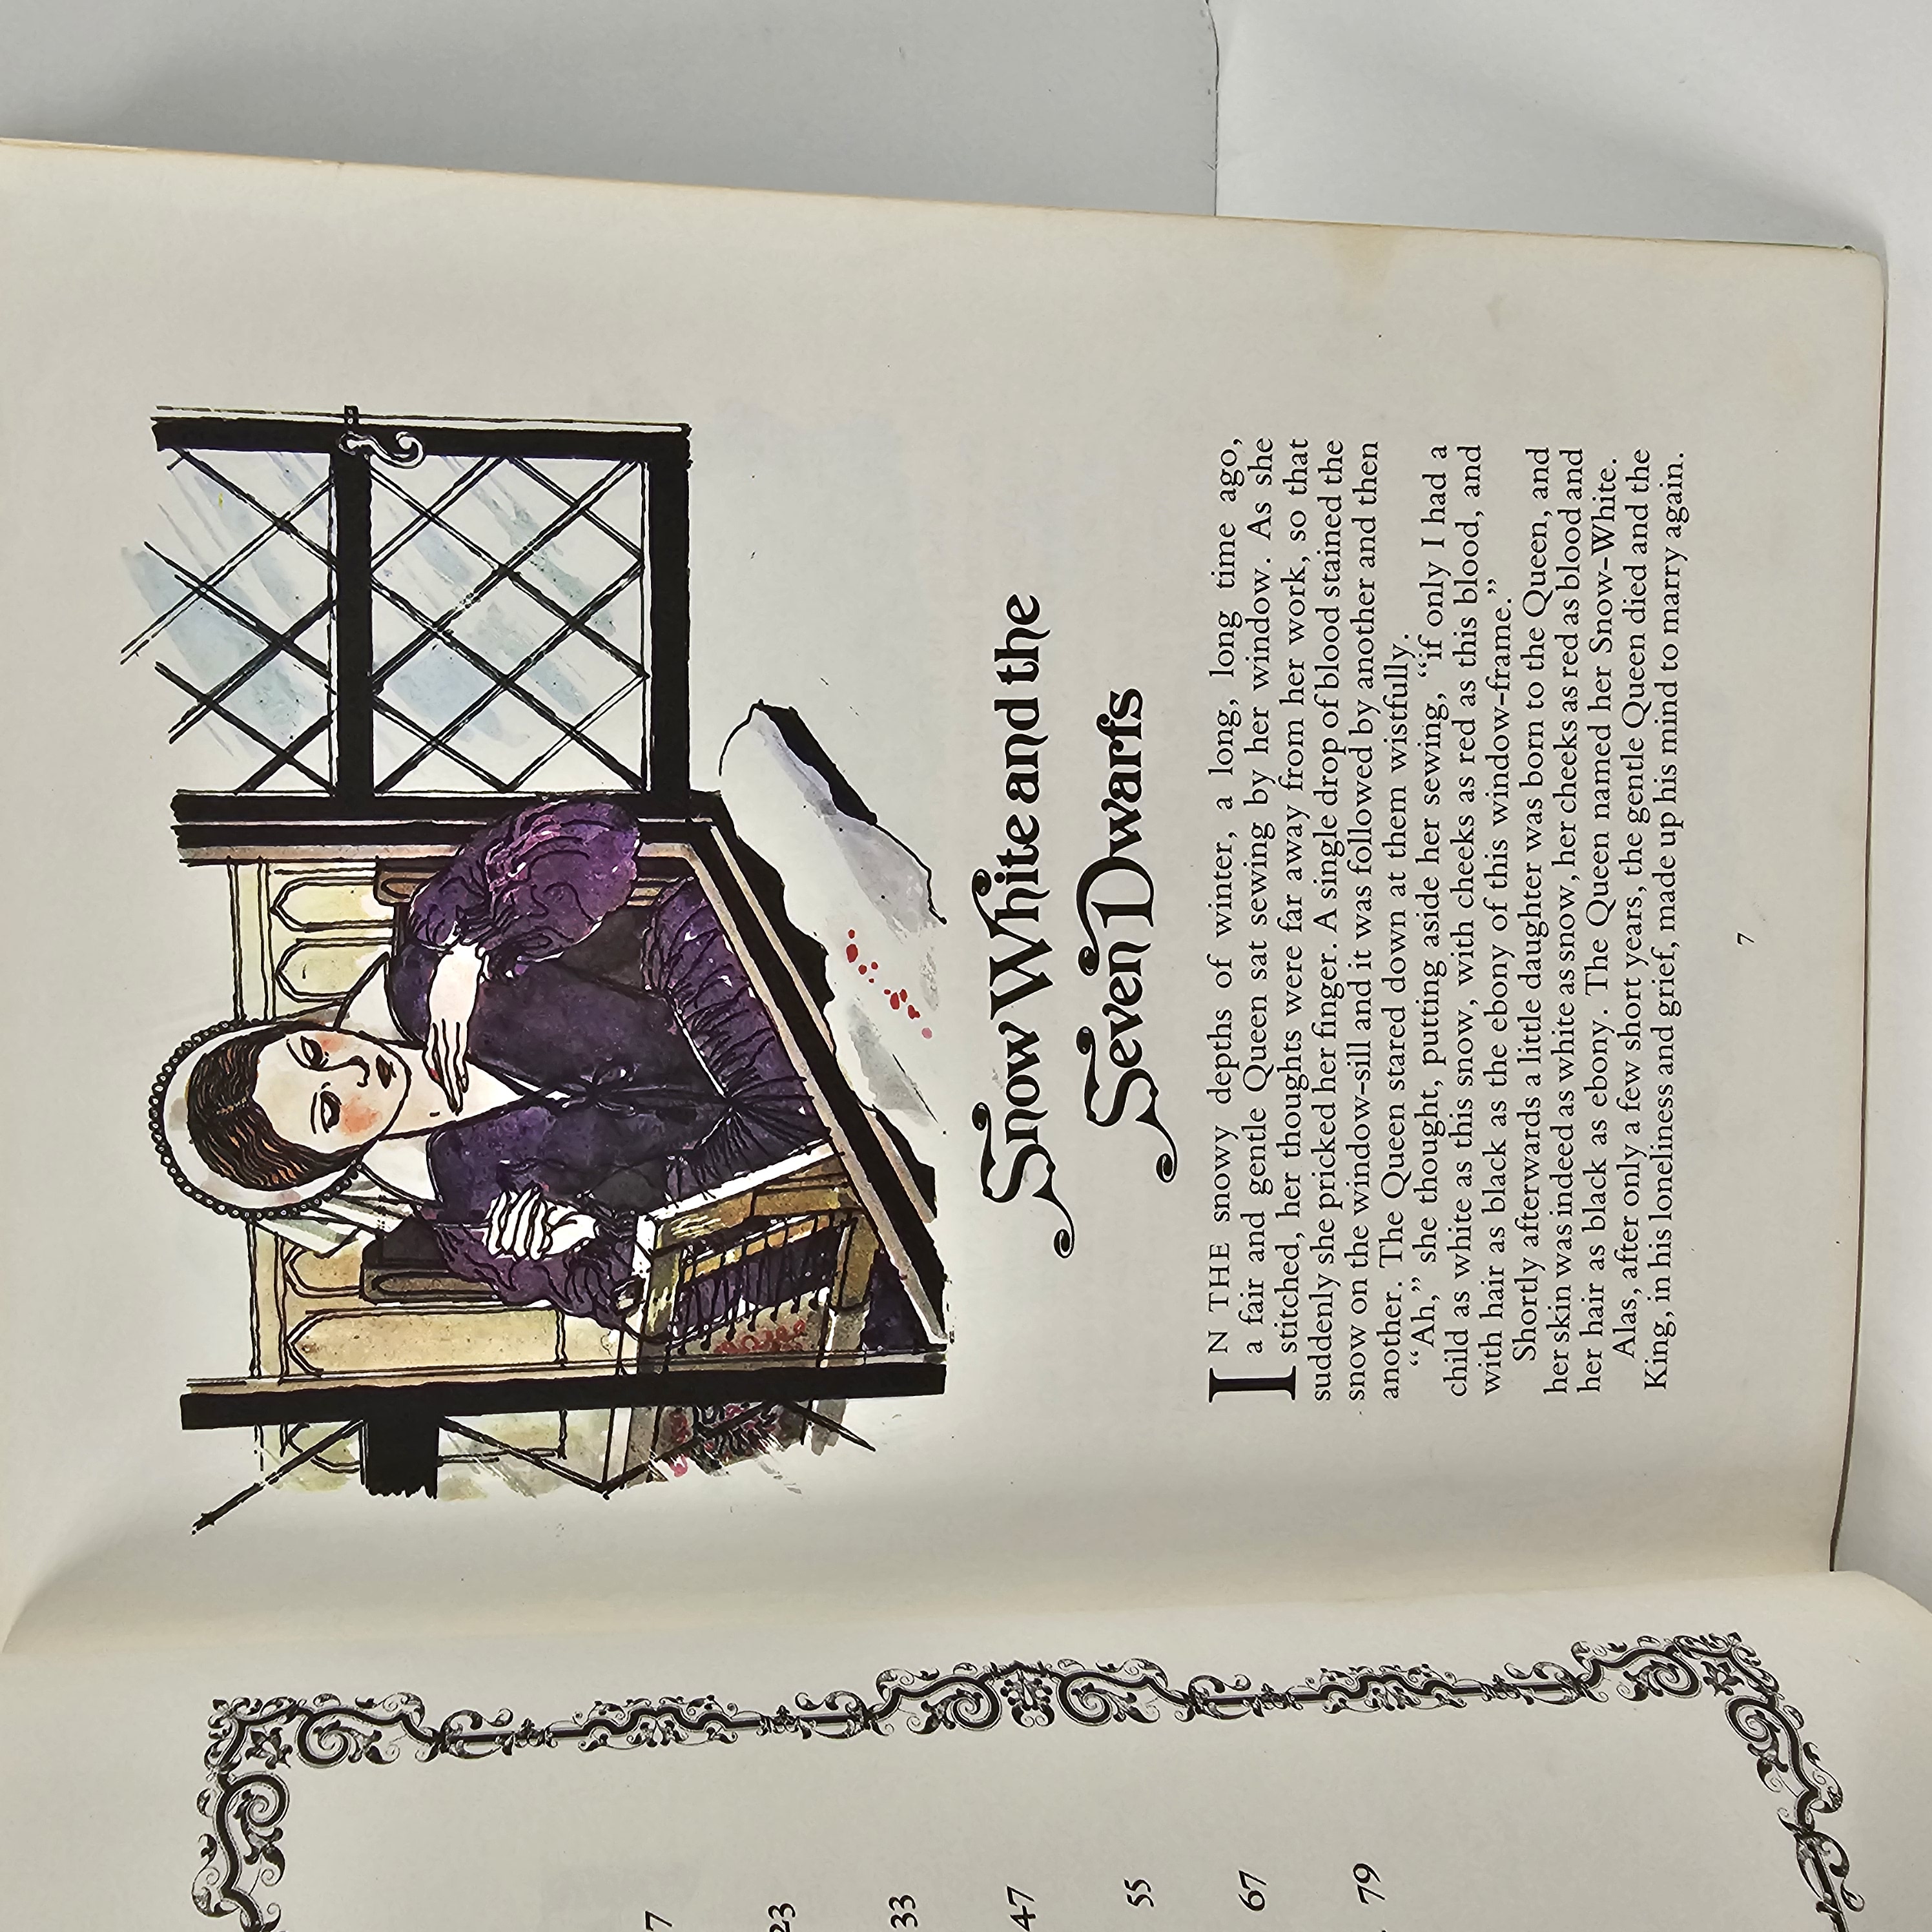 7
23
33
47
55
67
79
Snow White and the
Seven Dwarfs
IN THE snowy depths of winter, a long, long time ago,
a fair and gentle Queen sat sewing by her window. As she
stitched, her thoughts were far away from her work, so that
suddenly she pricked her finger. A single drop of blood stained the
snow on the window-sill and it was followed by another and then
another. The Queen stared down at them wistfully.
“Ah,” she thought, putting aside her sewing, “if only I had a
child as white as this snow, with cheeks as red as this blood, and
with hair as black as the ebony of this window-frame.”
Shortly afterwards a little daughter was born to the Queen, and
her skin was indeed as white as snow, her cheeks as red as blood and
her hair as black as ebony. The Queen named her Snow-White.
Alas, after only a few short years, the gentle Queen died and the
King, in his loneliness and grief, made up his mind to marry again.
7